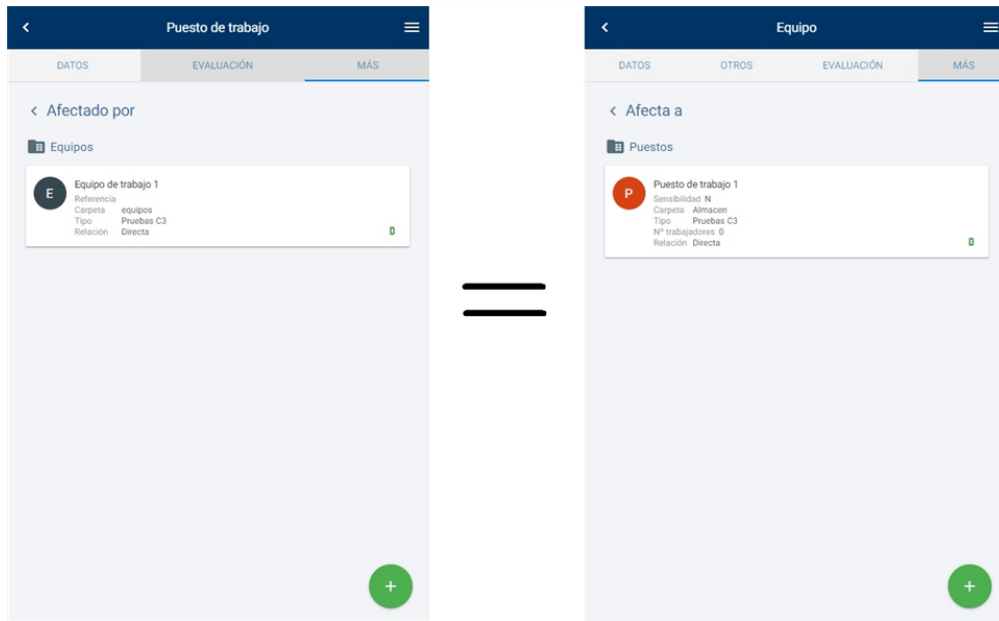 Puesto de trabajo
DATOS EVALUACIÓN MÁS
Afectado por
Equipos
E
Equipo de trabajo 1
Referencia
Carpeta equipos
Tipo Pruebas C3
Relación Directa
D
+
Equipo
DATOS OTROS EVALUACIÓN MÁS
Afecta a
Puestos
P
Puesto de trabajo 1
Sensibilidad N
Carpeta Almacen
Tipo Pruebas C3
Nº trabajadores 0
Relación Directa
D
+